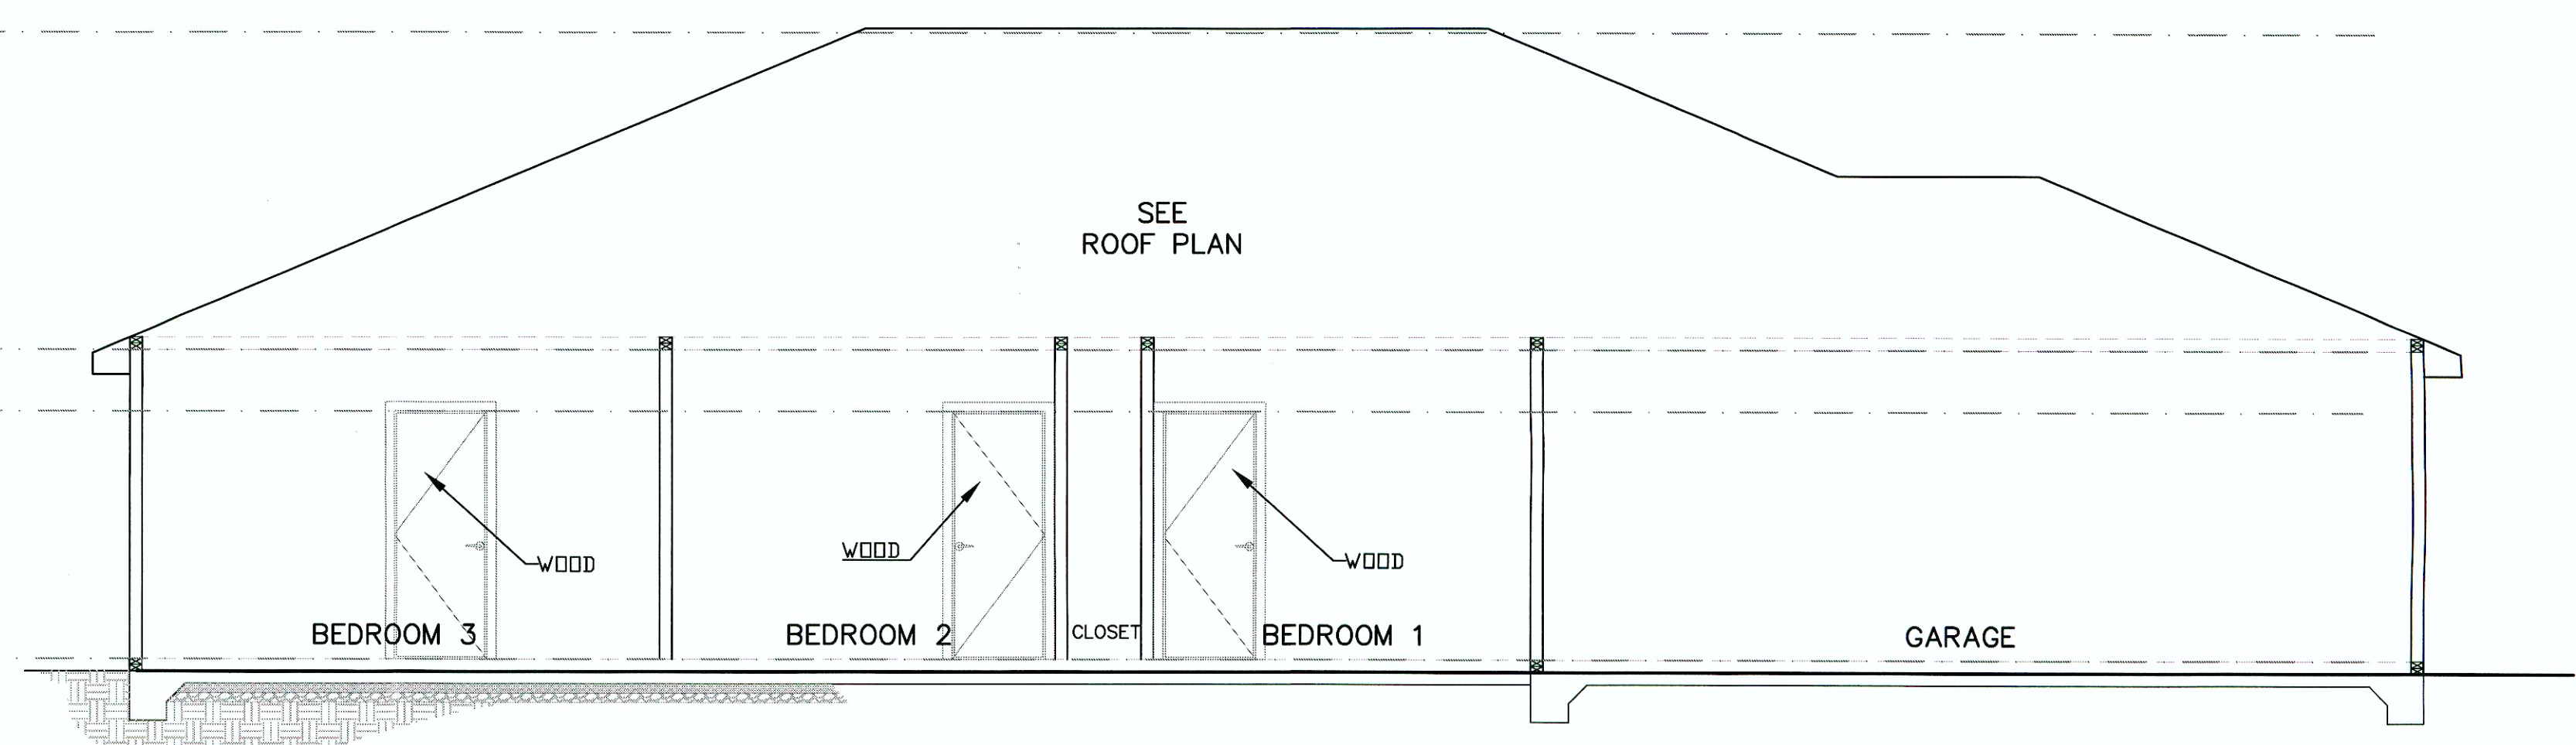 SEE
ROOF PLAN
WOOD
WOOD
WOOD
BEDROOM 3
BEDROOM 2
CLOSET
BEDROOM 1
GARAGE